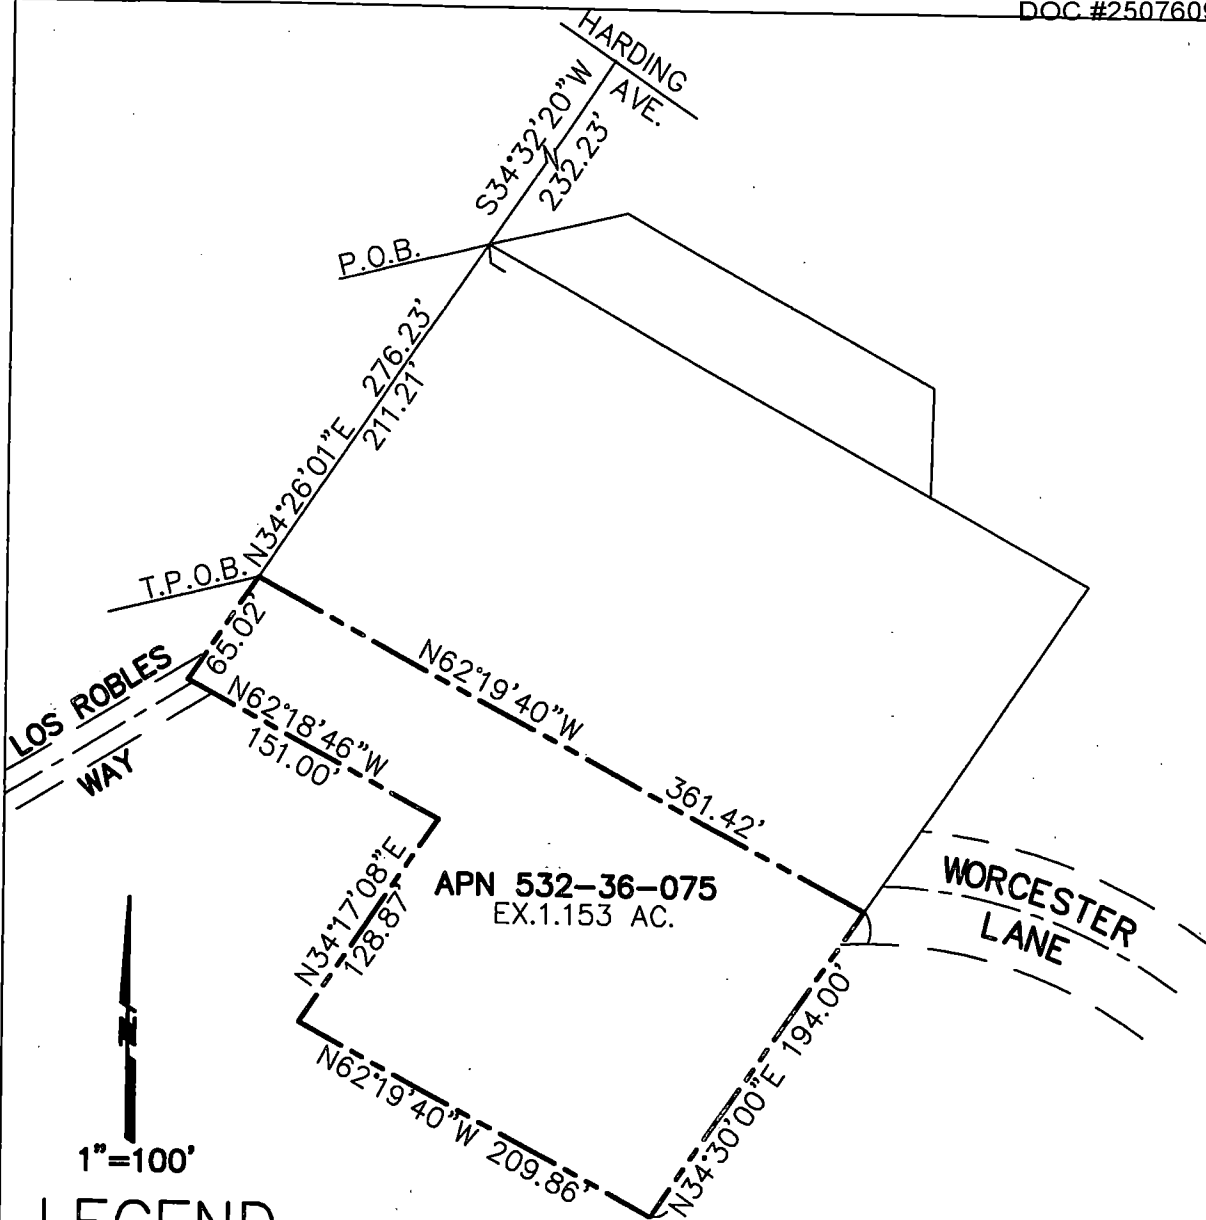 DOC #2507609
HARDING
AVE.
S34°32'20"W
232.23'
P.O.B.
N34°26'01"E 276.23'
211.21'
T.P.O.B.
65.02'
LOS ROBLES
WAY
N62°18'46"W
151.00'
N62°19'40"W 361.42'
N34°17'08"E
128.87'
APN 532-36-075
EX.1.153 AC.
WORCESTER
LANE
N62°19'40"W 209.86'
N34°30'00"E 194.00'
N
1"=100'
LEGEND